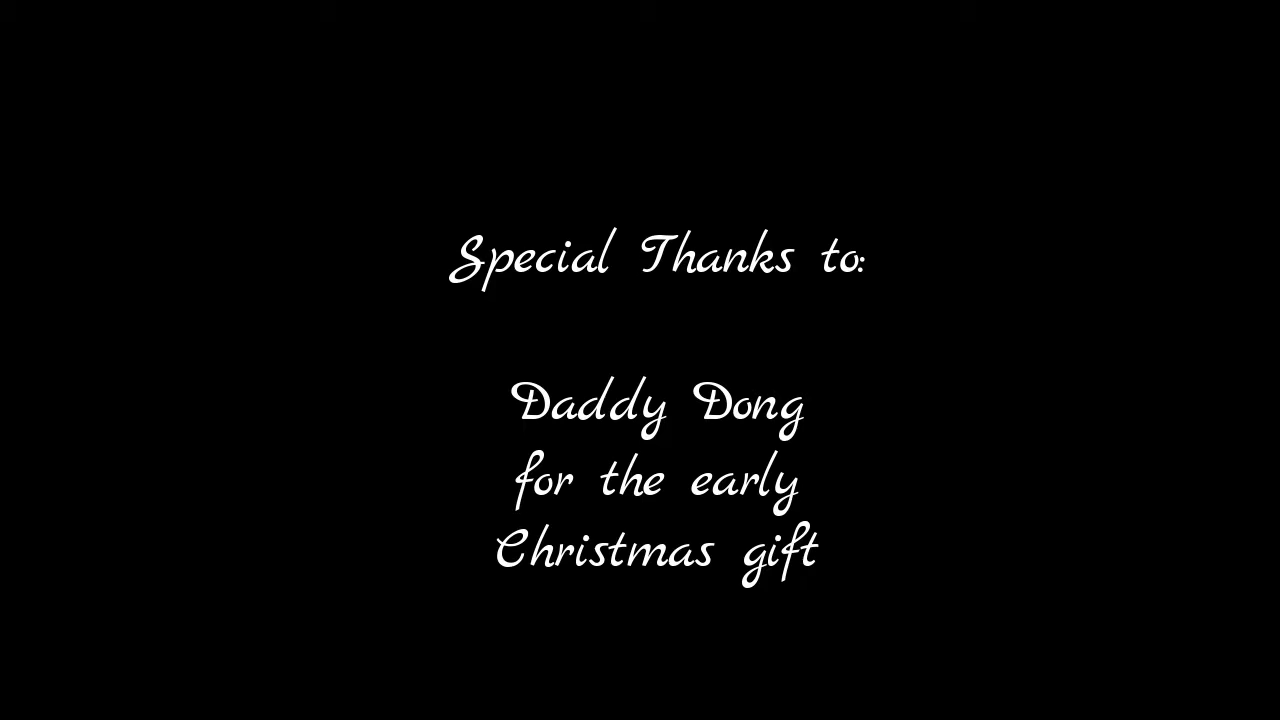 Special Thanks to:
Daddy Dong
for the early
Christmas gift